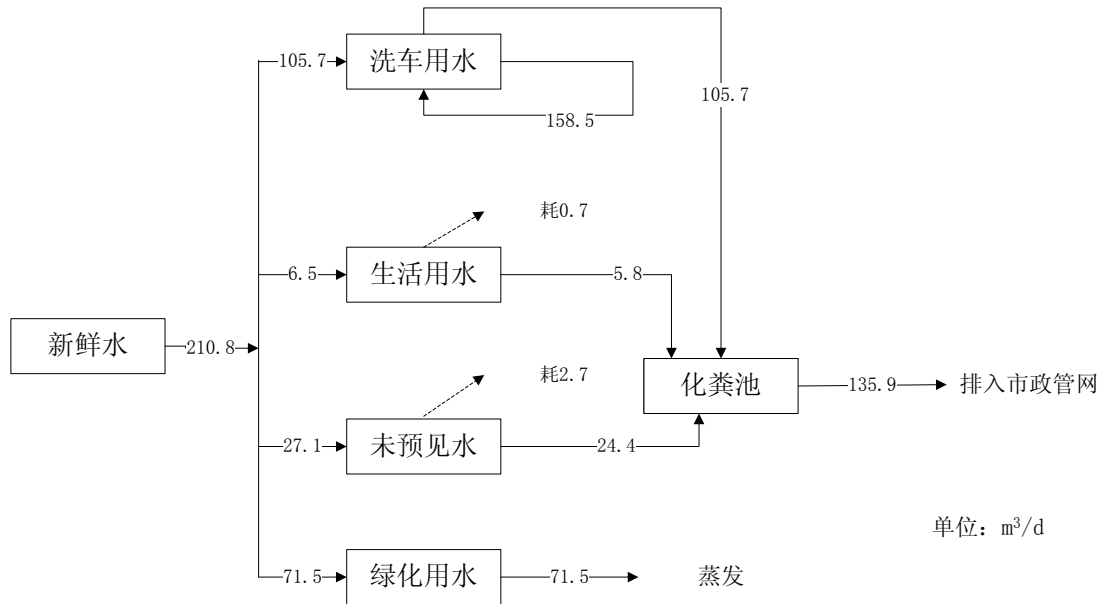 105.7
洗车用水
105.7
158.5
耗0.7
6.5
生活用水
5.8
新鲜水
210.8
耗2.7
化粪池
135.9
排入市政管网
27.1
未预见水
24.4
单位：m³/d
71.5
绿化用水
71.5
蒸发